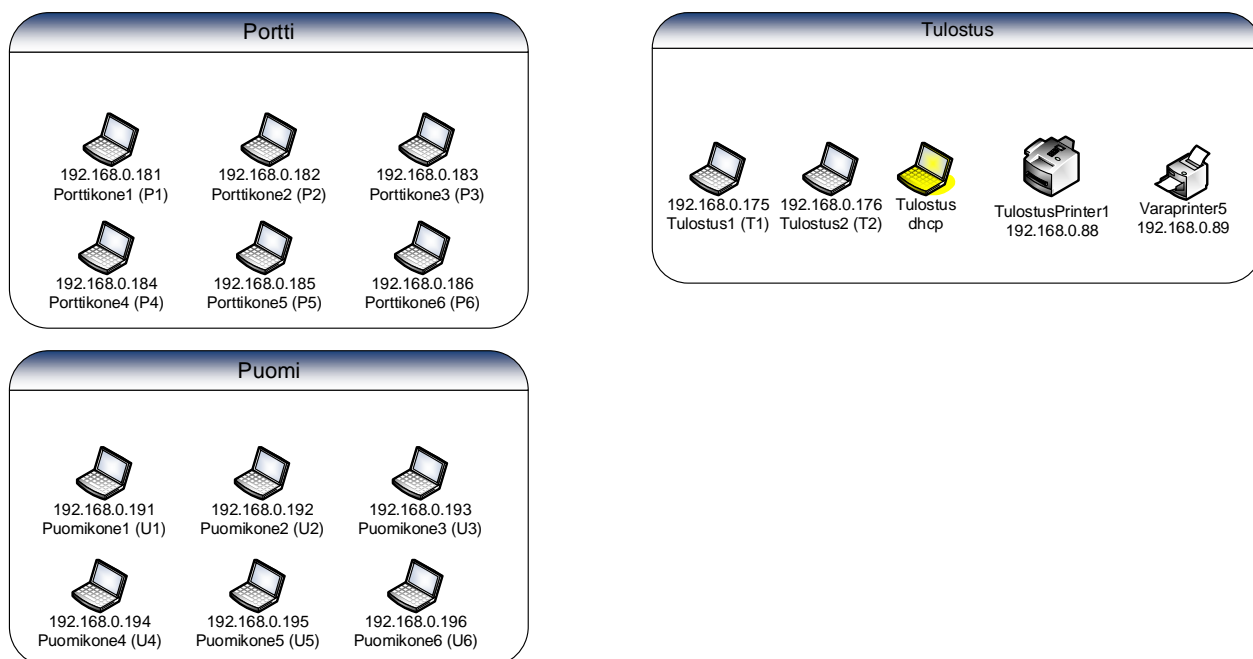 Portti
192.168.0.181
Porttikone1 (P1)
192.168.0.182
Porttikone2 (P2)
192.168.0.183
Porttikone3 (P3)
192.168.0.184
Porttikone4 (P4)
192.168.0.185
Porttikone5 (P5)
192.168.0.186
Porttikone6 (P6)
Tulostus
192.168.0.175
Tulostus1 (T1)
192.168.0.176
Tulostus2 (T2)
Tulostus
dhcp
TulostusPrinter1
192.168.0.88
Varaprinter5
192.168.0.89
Puomi
192.168.0.191
Puomikone1 (U1)
192.168.0.192
Puomikone2 (U2)
192.168.0.193
Puomikone3 (U3)
192.168.0.194
Puomikone4 (U4)
192.168.0.195
Puomikone5 (U5)
192.168.0.196
Puomikone6 (U6)